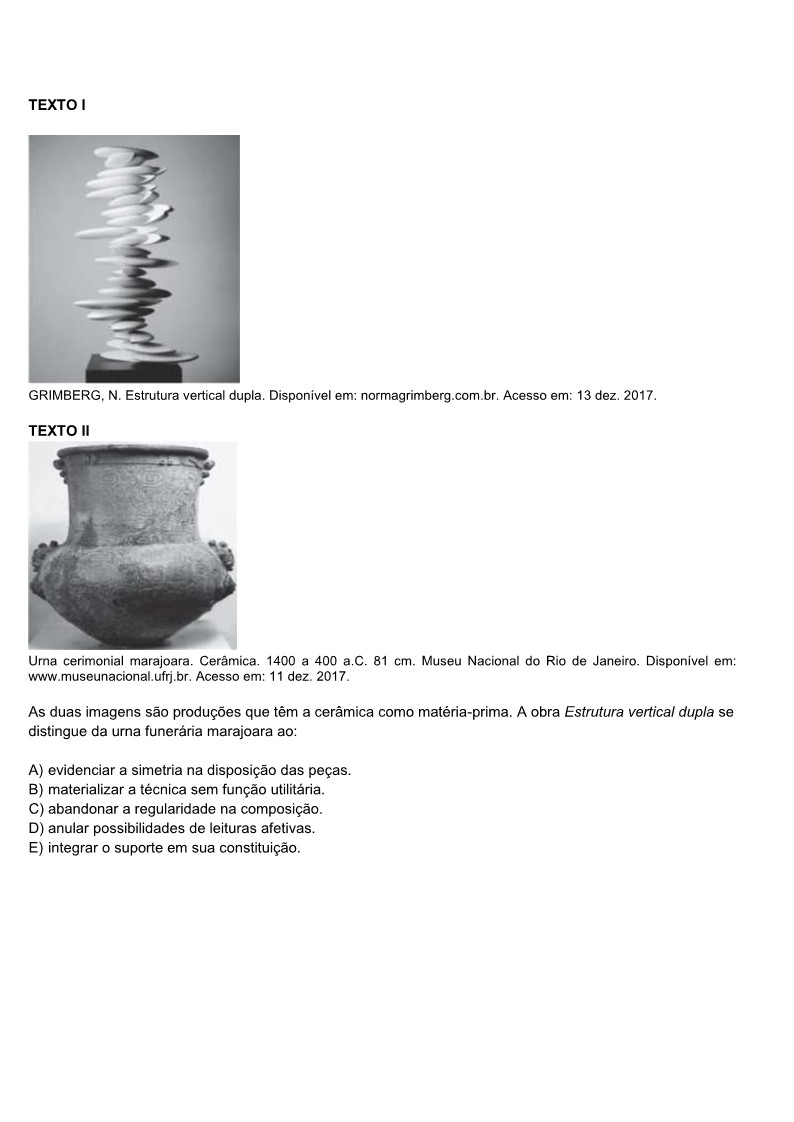 TEXTO I
GRIMBERG, N. Estrutura vertical dupla. Disponível em: normagrimberg.com.br. Acesso em: 13 dez. 2017.
TEXTO II
Urna cerimonial marajoara. Cerâmica. 1400 a 400 a.C. 81 cm. Museu Nacional do Rio de Janeiro. Disponível em:
www.museunacional.ufrj.br. Acesso em: 11 dez. 2017.
As duas imagens são produções que têm a cerâmica como matéria-prima. A obra Estrutura vertical dupla se
distingue da urna funerária marajoara ao:
A) evidenciar a simetria na disposição das peças.
B) materializar a técnica sem função utilitária.
C) abandonar a regularidade na composição.
D) anular possibilidades de leituras afetivas.
E) integrar o suporte em sua constituição.